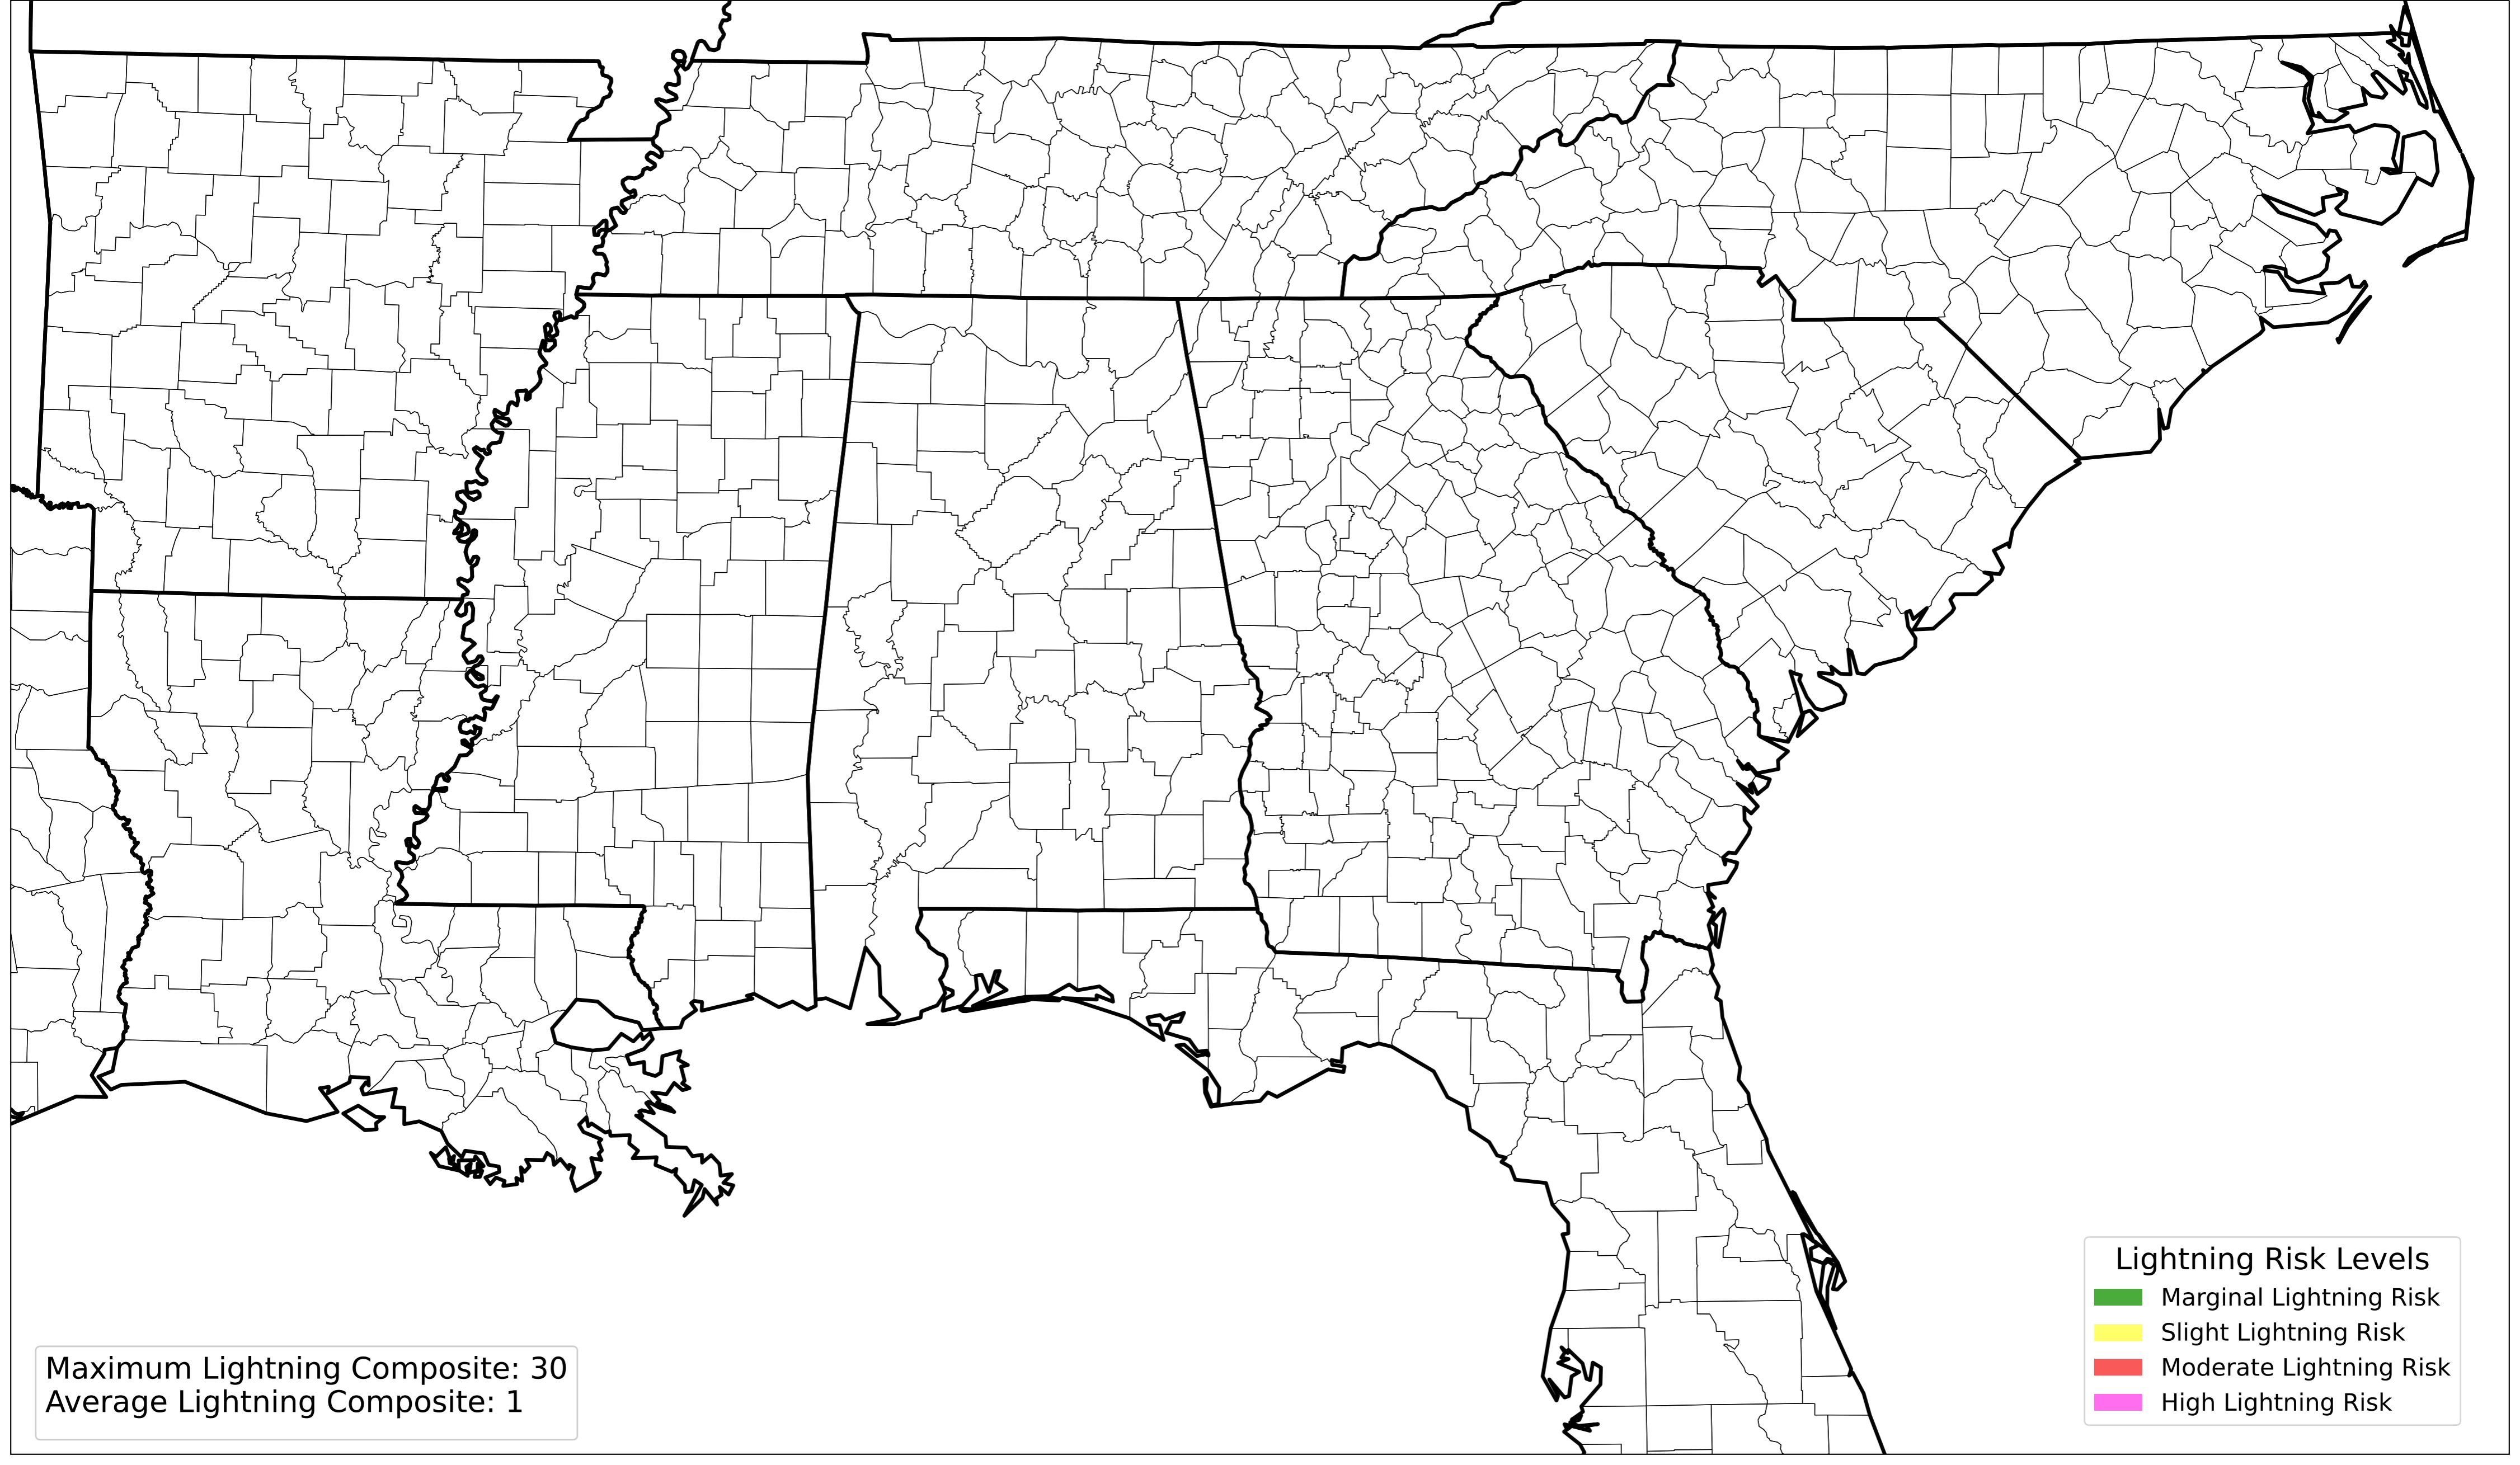 Lightning Risk Levels
Marginal Lightning Risk
Slight Lightning Risk
Moderate Lightning Risk
High Lightning Risk
Maximum Lightning Composite: 30
Average Lightning Composite: 1